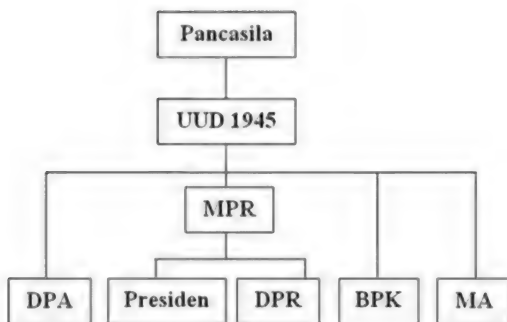 Pancasila
UUD 1945
MPR
DPA
Presiden
DPR
BPK
MA